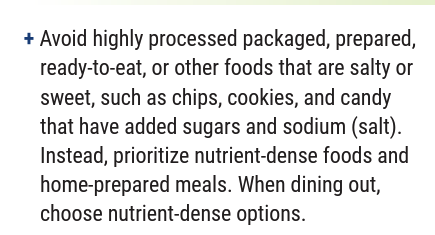 + Avoid highly processed packaged, prepared,
ready-to-eat, or other foods that are salty or
sweet, such as chips, cookies, and candy
that have added sugars and sodium (salt).
Instead, prioritize nutrient-dense foods and
home-prepared meals. When dining out,
choose nutrient-dense options.